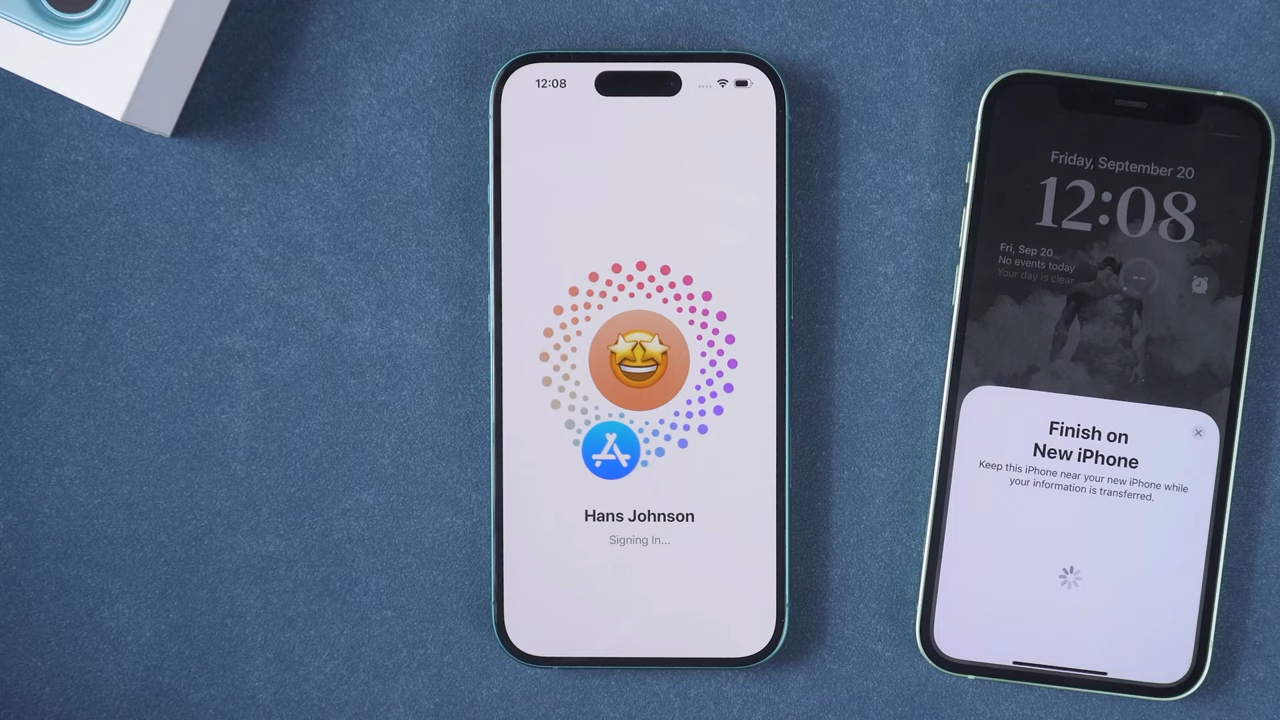 12:08
Hans Johnson
Signing In...
Friday, September 20
12:08
Fri, Sep 20
No events today
Your day is clear
Finish on
New iPhone
Keep this iPhone near your new iPhone while
your information is transferred.